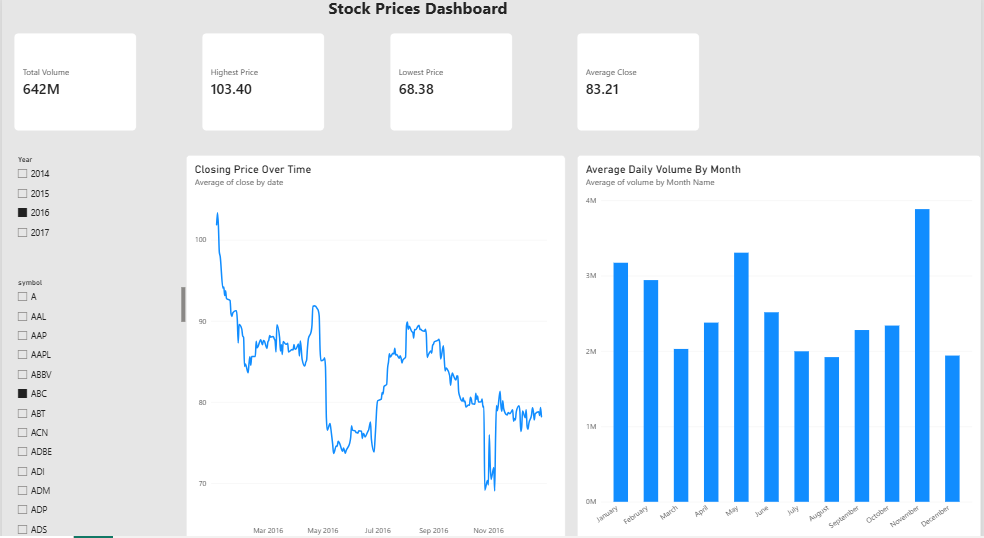 Stock Prices Dashboard
Total Volume
642M
Highest Price
103.40
Lowest Price
68.38
Average Close
83.21
Year
2014
2015
2016
2017
symbol
A
AAL
AAP
AAPL
ABBV
ABC
ABT
ACN
ADBE
ADI
ADM
ADP
ADS
Closing Price Over Time
Average of close by date
100
90
80
70
Mar 2016 May 2016 Jul 2016 Sep 2016 Nov 2016
Average Daily Volume By Month
Average of volume by Month Name
4M
3M
2M
1M
0M
January February March April May June July August September October November December